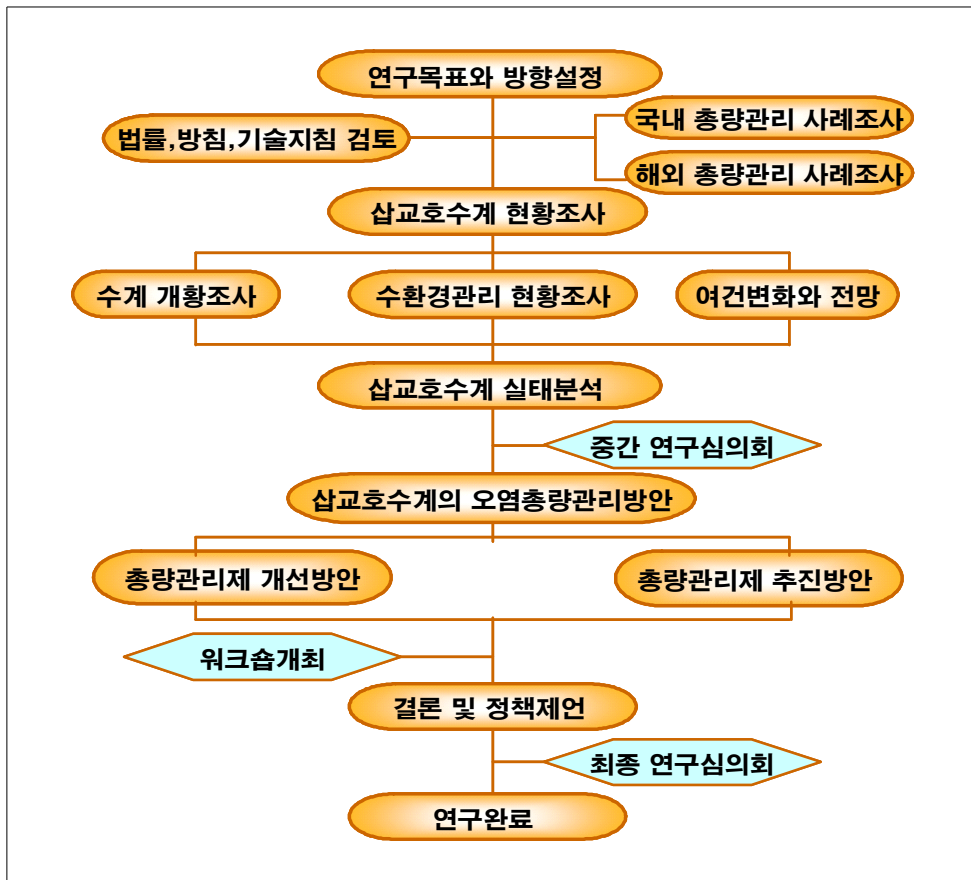 연구목표와 방향설정
법률,방침,기술지침 검토
국내 총량관리 사례조사
해외 총량관리 사례조사
삽교호수계 현황조사
수계 개황조사
수환경관리 현황조사
여건변화와 전망
삽교호수계 실태분석
중간 연구심의회
삽교호수계의 오염총량관리방안
총량관리제 개선방안
총량관리제 추진방안
워크숍개최
결론 및 정책제언
최종 연구심의회
연구완료